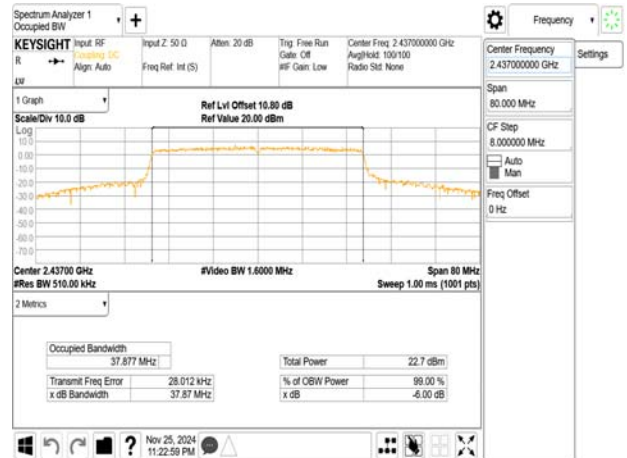 Spectrum Analyzer 1
Occupied BW
+
Frequency
KEYSIGHT Input: RF Input Z: 50 Ω Atten: 20 dB Trig: Free Run Center Freq: 2.437000000 GHz
R Coupling: DC Gate: Off Avg|Hold: 100/100
Align: Auto Freq Ref: Int (S) #IF Gain: Low Radio Std: None
Center Frequency
2.437000000 GHz
Settings
Span
80.000 MHz
CF Step
8.000000 MHz
Auto
Man
Freq Offset
0 Hz
1 Graph
Ref Lvl Offset 10.80 dB
Scale/Div 10.0 dB Ref Value 20.00 dBm
Log
10.0
0.00
-10.0
-20.0
-30.0
-40.0
-50.0
-60.0
-70.0
Center 2.43700 GHz #Video BW 1.6000 MHz Span 80 MHz
#Res BW 510.00 kHz Sweep 1.00 ms (1001 pts)
2 Metrics
Occupied Bandwidth
37.877 MHz Total Power 22.7 dBm
Transmit Freq Error 28.012 kHz % of OBW Power 99.00 %
x dB Bandwidth 37.87 MHz x dB -6.00 dB
? Nov 25, 2024
11:22:59 PM